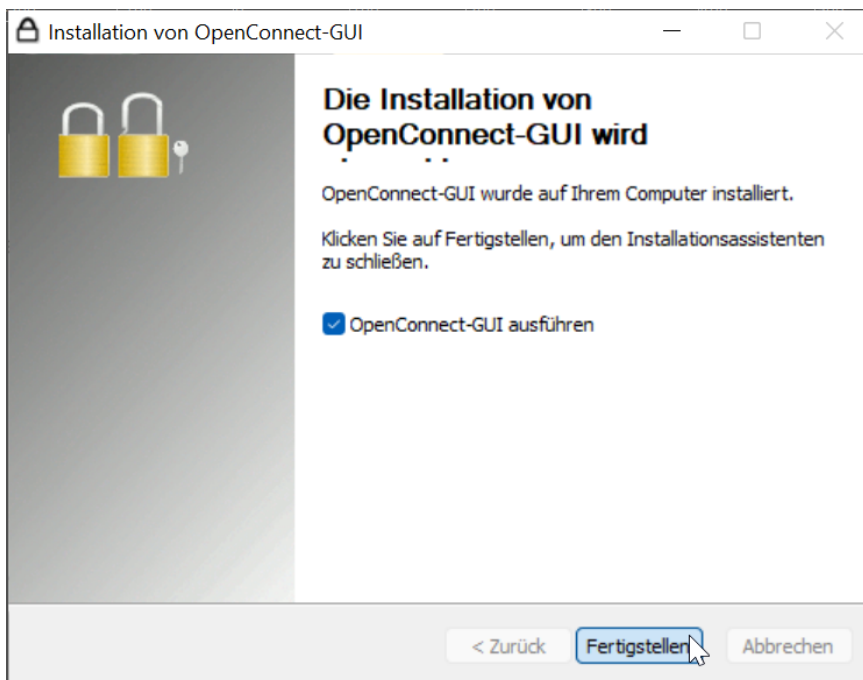 Installation von OpenConnect-GUI
Die Installation von
OpenConnect-GUI wird
OpenConnect-GUI wurde auf Ihrem Computer installiert.
Klicken Sie auf Fertigstellen, um den Installationsassistenten
zu schließen.
OpenConnect-GUI ausführen
< Zurück
Fertigstellen
Abbrechen